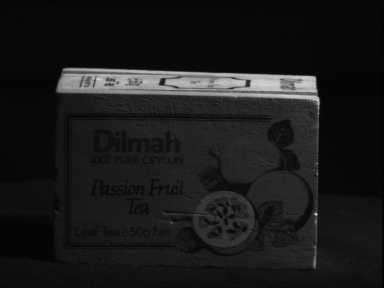 Dilmah
100% PURE CEYLON
Passion Fruit
Tea
Leaf Tea e 50g Net